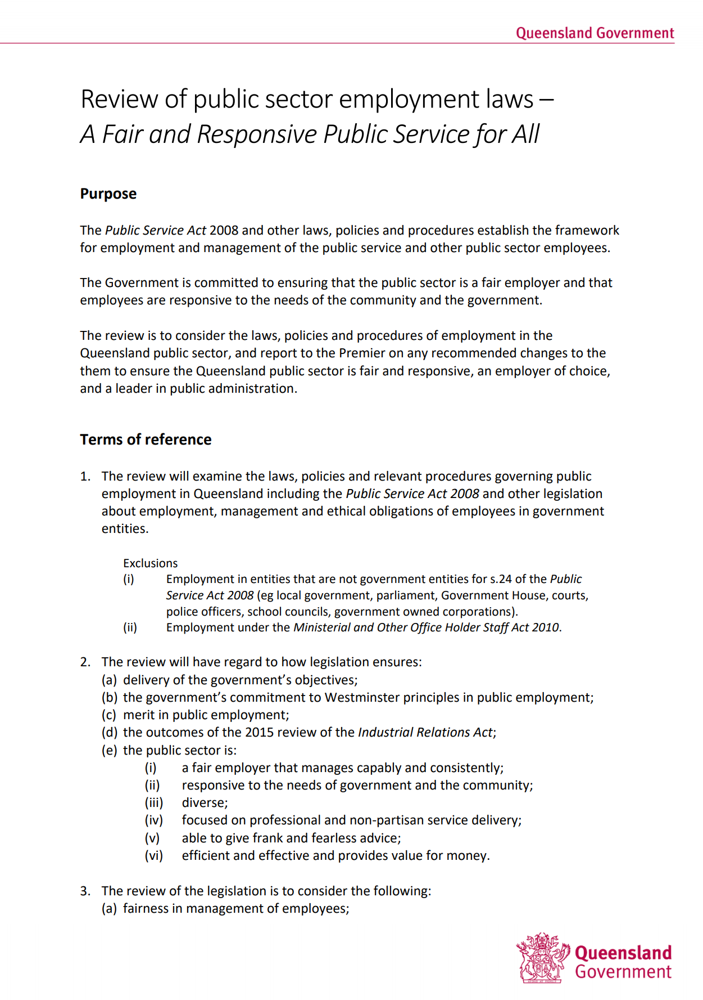 Queensland Government
Review of public sector employment laws –
A Fair and Responsive Public Service for All
Purpose
The Public Service Act 2008 and other laws, policies and procedures establish the framework
for employment and management of the public service and other public sector employees.
The Government is committed to ensuring that the public sector is a fair employer and that
employees are responsive to the needs of the community and the government.
The review is to consider the laws, policies and procedures of employment in the
Queensland public sector, and report to the Premier on any recommended changes to the
them to ensure the Queensland public sector is fair and responsive, an employer of choice,
and a leader in public administration.
Terms of reference
1. The review will examine the laws, policies and relevant procedures governing public
employment in Queensland including the Public Service Act 2008 and other legislation
about employment, management and ethical obligations of employees in government
entities.
Exclusions
(i) Employment in entities that are not government entities for s.24 of the Public
Service Act 2008 (eg local government, parliament, Government House, courts,
police officers, school councils, government owned corporations).
(ii) Employment under the Ministerial and Other Office Holder Staff Act 2010.
2. The review will have regard to how legislation ensures:
(a) delivery of the government’s objectives;
(b) the government’s commitment to Westminster principles in public employment;
(c) merit in public employment;
(d) the outcomes of the 2015 review of the Industrial Relations Act;
(e) the public sector is:
(i) a fair employer that manages capably and consistently;
(ii) responsive to the needs of government and the community;
(iii) diverse;
(iv) focused on professional and non-partisan service delivery;
(v) able to give frank and fearless advice;
(vi) efficient and effective and provides value for money.
3. The review of the legislation is to consider the following:
(a) fairness in management of employees;
Queensland
Government